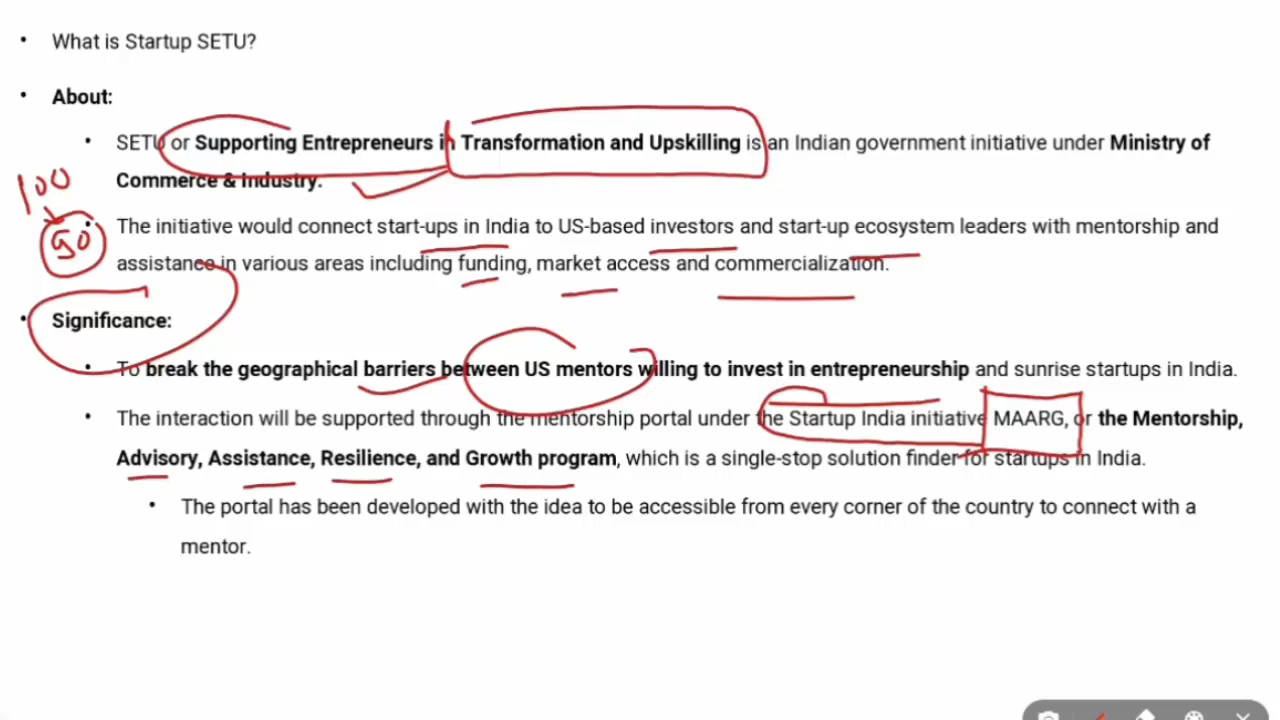 • What is Startup SETU?
• About:
• SETU or Supporting Entrepreneurs in Transformation and Upskilling is an Indian government initiative under Ministry of
Commerce & Industry.
100
50
• The initiative would connect start-ups in India to US-based investors and start-up ecosystem leaders with mentorship and
assistance in various areas including funding, market access and commercialization.
• Significance:
• To break the geographical barriers between US mentors willing to invest in entrepreneurship and sunrise startups in India.
• The interaction will be supported through the mentorship portal under the Startup India initiative MAARG, or the Mentorship,
Advisory, Assistance, Resilience, and Growth program, which is a single-stop solution finder for startups in India.
• The portal has been developed with the idea to be accessible from every corner of the country to connect with a
mentor.